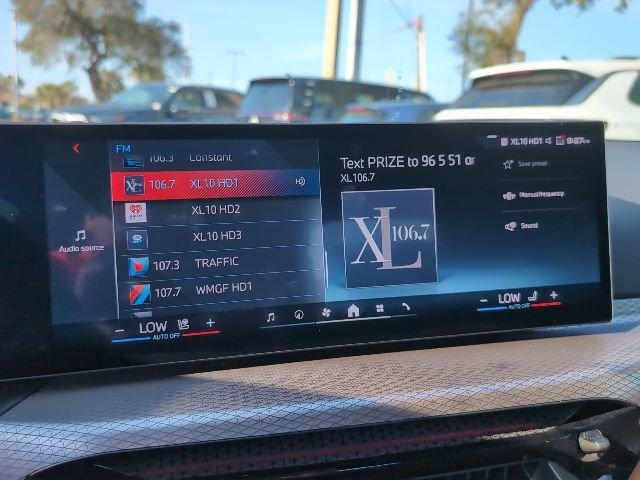 FM
XL10 HD1
9:27
106.3 Constant
106.7 XL10 HD1 HD
XL10 HD2
XL10 HD3
107.3 TRAFFIC
107.7 WMGF HD1
Audio source
Text PRIZE to 96 5 51 or
XL106.7
XL 106.7
Save preset
Manual frequency
Sound
− LOW +
AUTO OFF
− LOW +
AUTO OFF